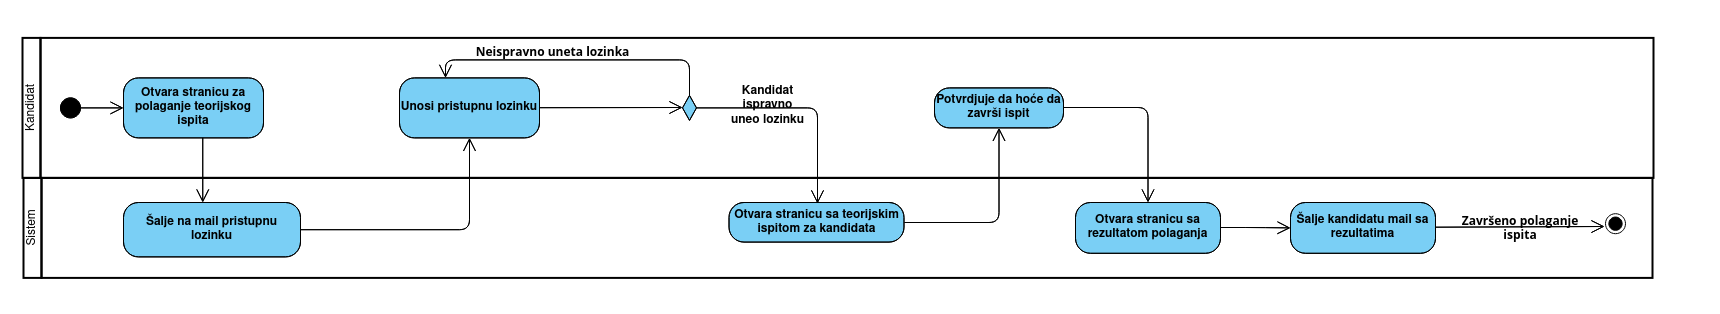 Kandidat
Otvara stranicu za
polaganje teorijskog
ispita
Unosi pristupnu lozinku
Neispravno uneta lozinka
Kandidat
ispravno
uneo lozinku
Potvrdjuje da hoće da
završi ispit
Sistem
Šalje na mail pristupnu
lozinku
Otvara stranicu sa teorijskim
ispitom za kandidata
Otvara stranicu sa
rezultatom polaganja
Šalje kandidatu mail sa
rezultatima
Završeno polaganje
ispita